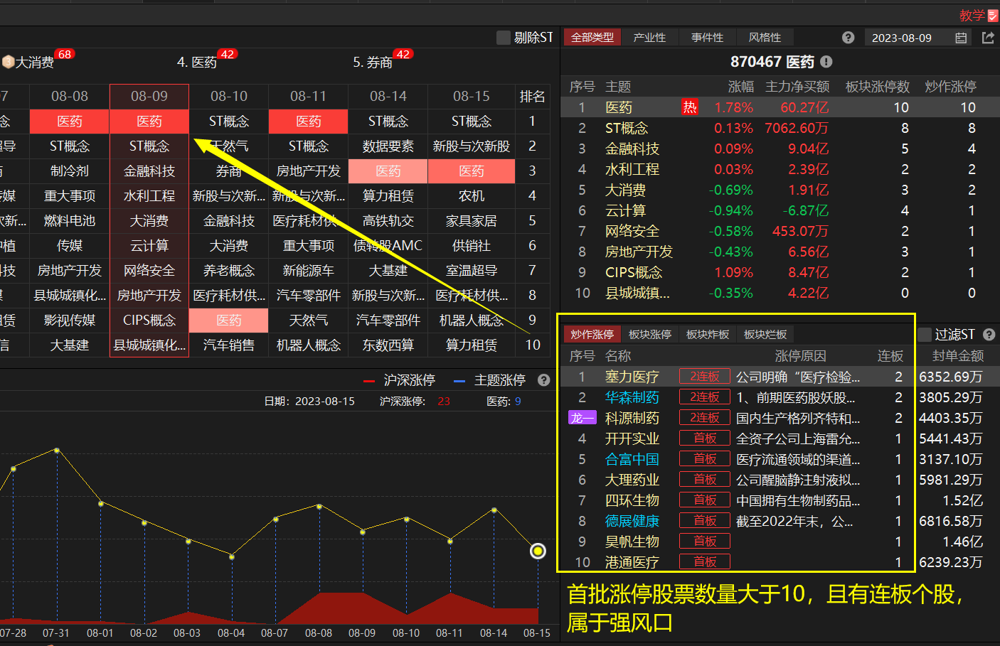 教学
剔除ST
3 大消费 68
4. 医药 42
5. 券商 42
7 08-08 08-09 08-10 08-11 08-14 08-15 排名
念 医药 医药 ST概念 医药 ST概念 ST概念 1
导 ST概念 ST概念 天然气 ST概念 数据要素 新股与次新股 2
制冷剂 金融科技 券商 房地产开发 医药 医药 3
媒 重大事项 水利工程 新股与次新... 新股与次新... 算力租赁 农机 4
次新... 燃料电池 大消费 金融科技 医疗耗材供... 高铁轨交 家具家居 5
植 传媒 云计算 大消费 重大事项 债转股AMC 供销社 6
科技 房地产开发 网络安全 养老概念 新能源车 大基建 室温超导 7
县城城镇化... 房地产开发 医疗耗材供... 汽车零部件 新股与次新... 医疗耗材供... 8
租赁 影视传媒 CIPS概念 医药 天然气 汽车零部件 机器人概念 9
信 大基建 县城城镇化... 汽车销售 机器人概念 东数西算 算力租赁 10
沪深涨停 主题涨停 ?
日期：2023-08-15 沪深涨停: 23 医药: 9
07-28 07-31 08-01 08-02 08-03 08-04 08-07 08-08 08-09 08-10 08-11 08-14 08-15
全部类型 产业性 事件性 风格性 ? 2023-08-09
870467 医药 !
序号 主题 涨幅 主力净买额 板块涨停数 炒作涨停
1 医药 热 1.78% 60.27亿 10 10
2 ST概念 0.13% 7062.60万 8 8
3 金融科技 0.09% 9.04亿 5 4
4 水利工程 0.03% 2.39亿 2 2
5 大消费 -0.69% 1.91亿 3 2
6 云计算 -0.94% -6.87亿 4 1
7 网络安全 -0.58% 453.07万 2 1
8 房地产开发 -0.43% 6.56亿 3 1
9 CIPS概念 1.09% 8.47亿 2 1
10 县城城镇... -0.35% 4.22亿 0 0
炒作涨停 板块涨停 板块炸板 板块烂板 过滤ST ?
序号 名称 涨停原因 连板 封单金额
1 塞力医疗 2连板 公司明确“医疗检验... 2 6352.69万
2 华森制药 2连板 1、前期医药股妖股... 2 3805.29万
龙一 科源制药 2连板 国内生产格列齐特和... 2 4403.35万
4 开开实业 首板 全资子公司上海雷允... 1 5441.43万
5 合富中国 首板 医疗流通领域的渠道... 1 3137.10万
6 大理药业 首板 公司醒脑静注射液拟... 1 5981.29万
7 四环生物 首板 中国拥有生物制药品... 1 1.52亿
8 德展健康 首板 截至2022年末，公... 1 6816.58万
9 昊帆生物 首板 1 1.46亿
10 港通医疗 首板 1 6239.23万
首批涨停股票数量大于10，且有连板个股，
属于强风口